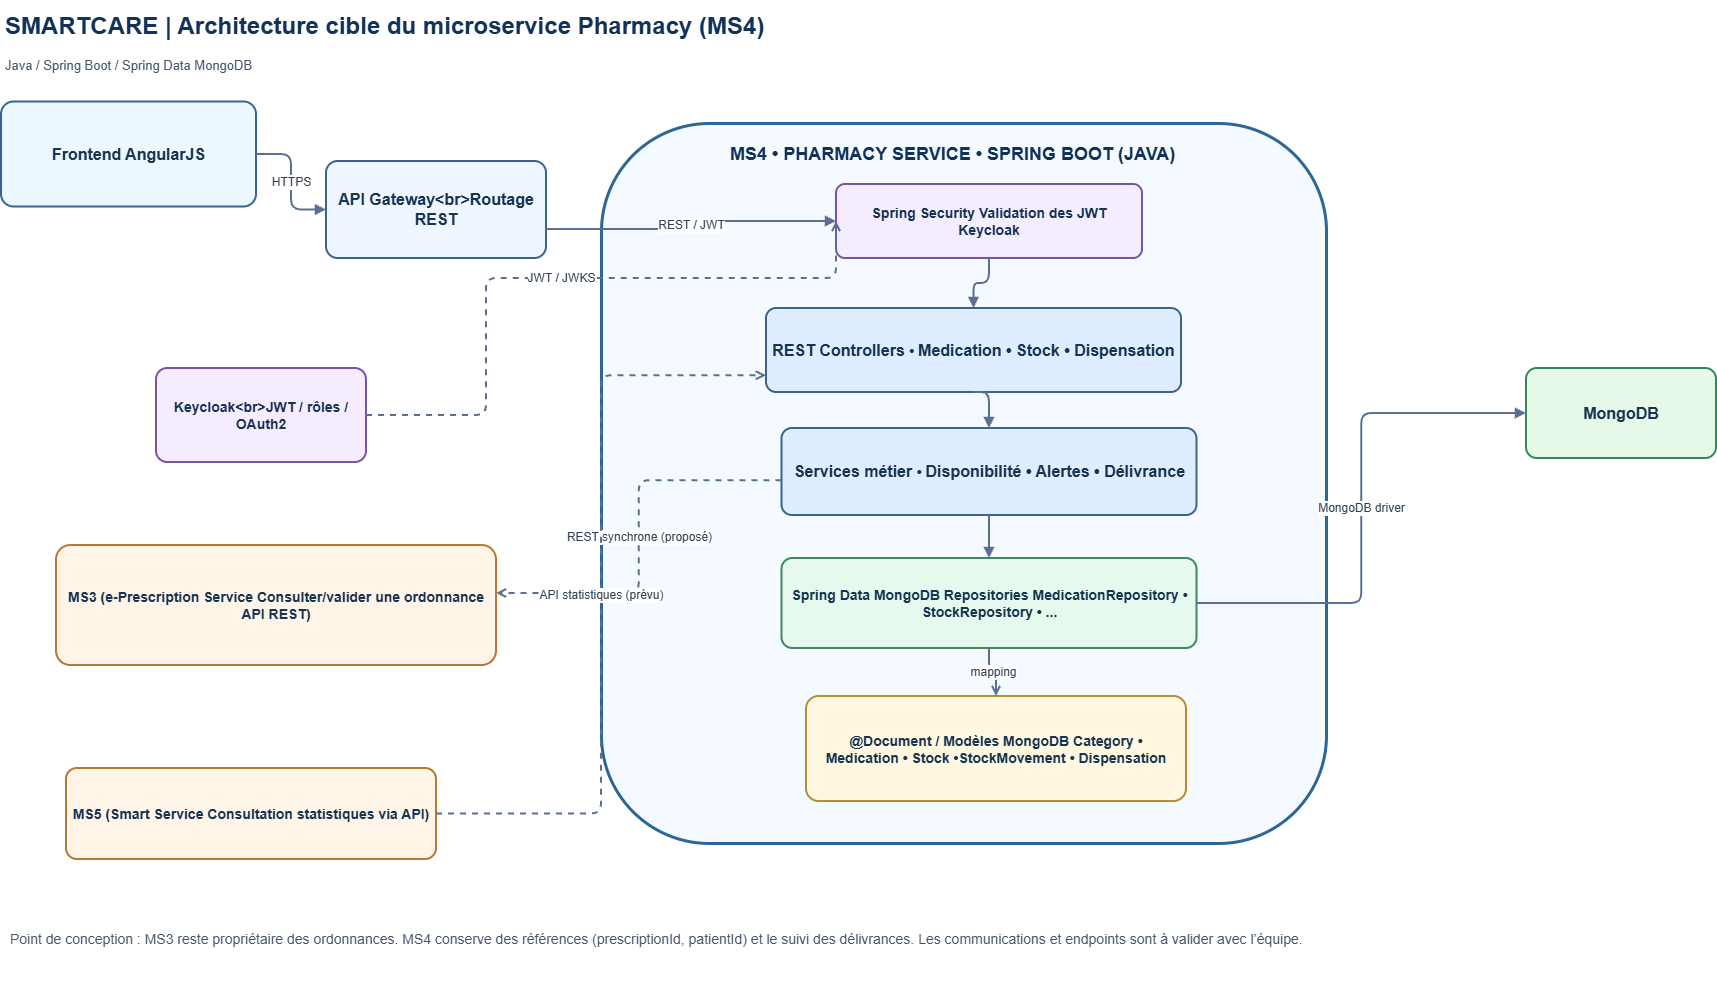 SMARTCARE | Architecture cible du microservice Pharmacy (MS4)
Java / Spring Boot / Spring Data MongoDB
Frontend AngularJS
HTTPS
API Gateway<br>Routage
REST
REST / JWT
MS4 • PHARMACY SERVICE • SPRING BOOT (JAVA)
Spring Security Validation des JWT
Keycloak
JWT / JWKS
REST Controllers • Medication • Stock • Dispensation
Keycloak<br>JWT / rôles /
OAuth2
MongoDB
Services métier • Disponibilité • Alertes • Délivrance
MongoDB driver
REST synchrone (proposé)
API statistiques (prévu)
MS3 (e-Prescription Service Consulter/valider une ordonnance
API REST)
Spring Data MongoDB Repositories MedicationRepository •
StockRepository • ...
mapping
@Document / Modèles MongoDB Category •
Medication • Stock •StockMovement • Dispensation
MS5 (Smart Service Consultation statistiques via API)
Point de conception : MS3 reste propriétaire des ordonnances. MS4 conserve des références (prescriptionId, patientId) et le suivi des délivrances. Les communications et endpoints sont à valider avec l’équipe.